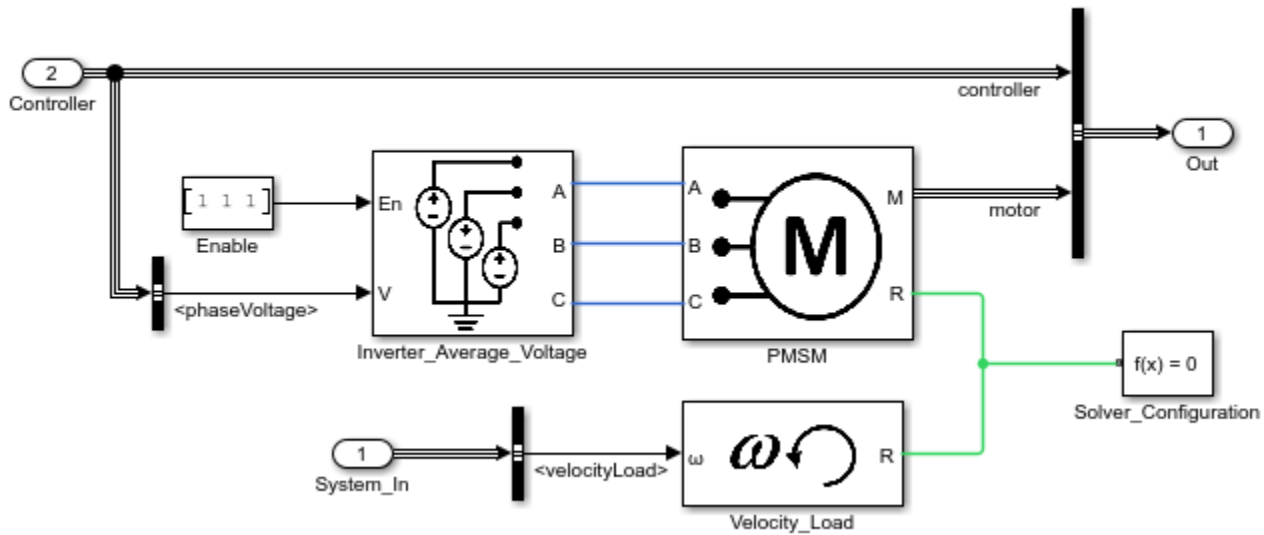 2
Controller
controller
1
Out
[ 1 1 1 ]
Enable
En
V
<phaseVoltage>
A
B
C
Inverter_Average_Voltage
A
B
C
M
M
R
motor
PMSM
f(x) = 0
Solver_Configuration
1
System_In
<velocityLoad>
ω
ω
R
Velocity_Load